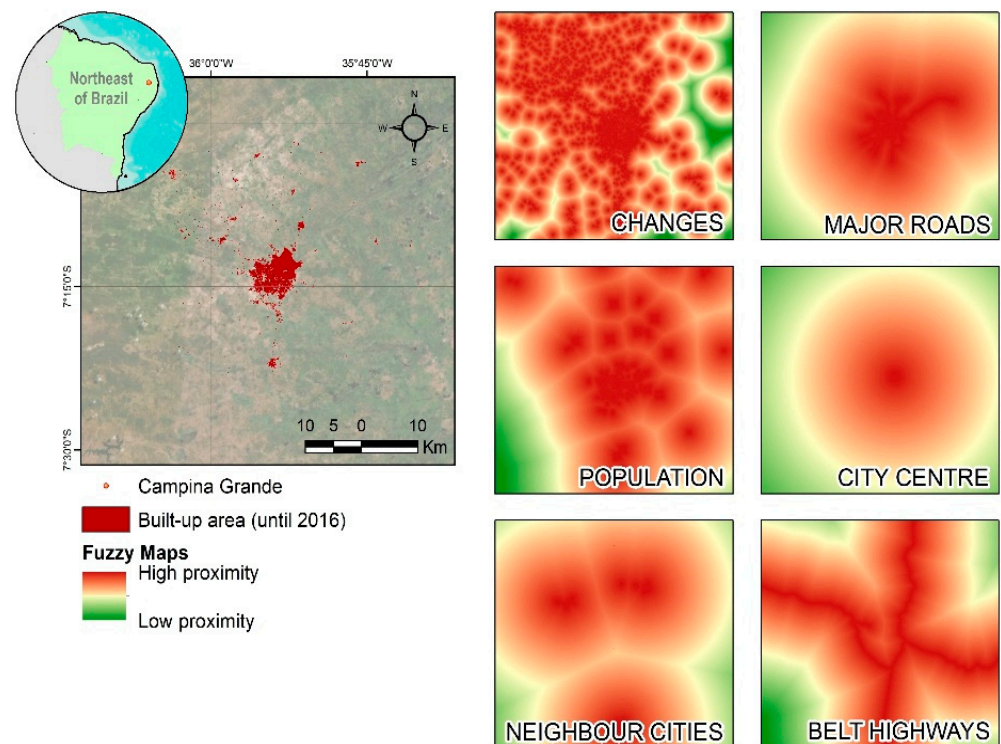 Northeast
of Brazil
36°0'0"W
35°45'0"W
N
W
E
S
7°15'0"S
7°30'0"S
10 5 0 10
Km
Campina Grande
Built-up area (until 2016)
Fuzzy Maps
High proximity
Low proximity
CHANGES
MAJOR ROADS
POPULATION
CITY CENTRE
NEIGHBOUR CITIES
BELT HIGHWAYS